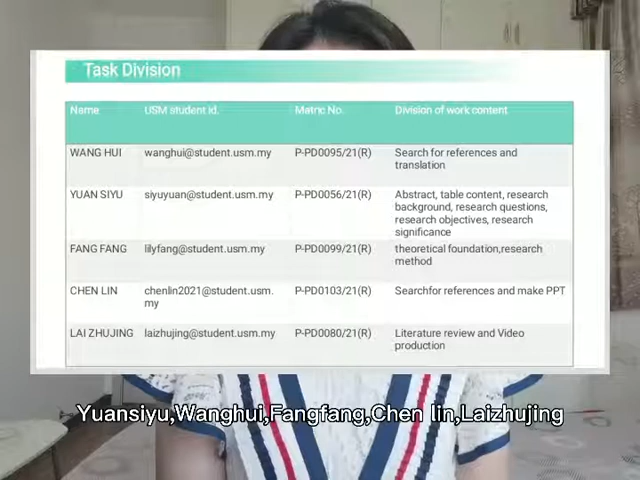 Task Division
Name USM student id. Matric No. Division of work content
WANG HUI wanghui@student.usm.my P-PD0095/21(R) Search for references and
translation
YUAN SIYU siyuyuan@student.usm.my P-PD0056/21(R) Abstract, table content, research
background, research questions,
research objectives, research
significance
FANG FANG lilyfang@student.usm.my P-PD0099/21(R) theoretical foundation,research
method
CHEN LIN chenlin2021@student.usm. P-PD0103/21(R) Searchfor references and make PPT
my
LAI ZHUJING laizhujing@student.usm.my P-PD0080/21(R) Literature review and Video
production
Yuansiyu,Wanghui,Fangfang,Chen lin,Laizhujing